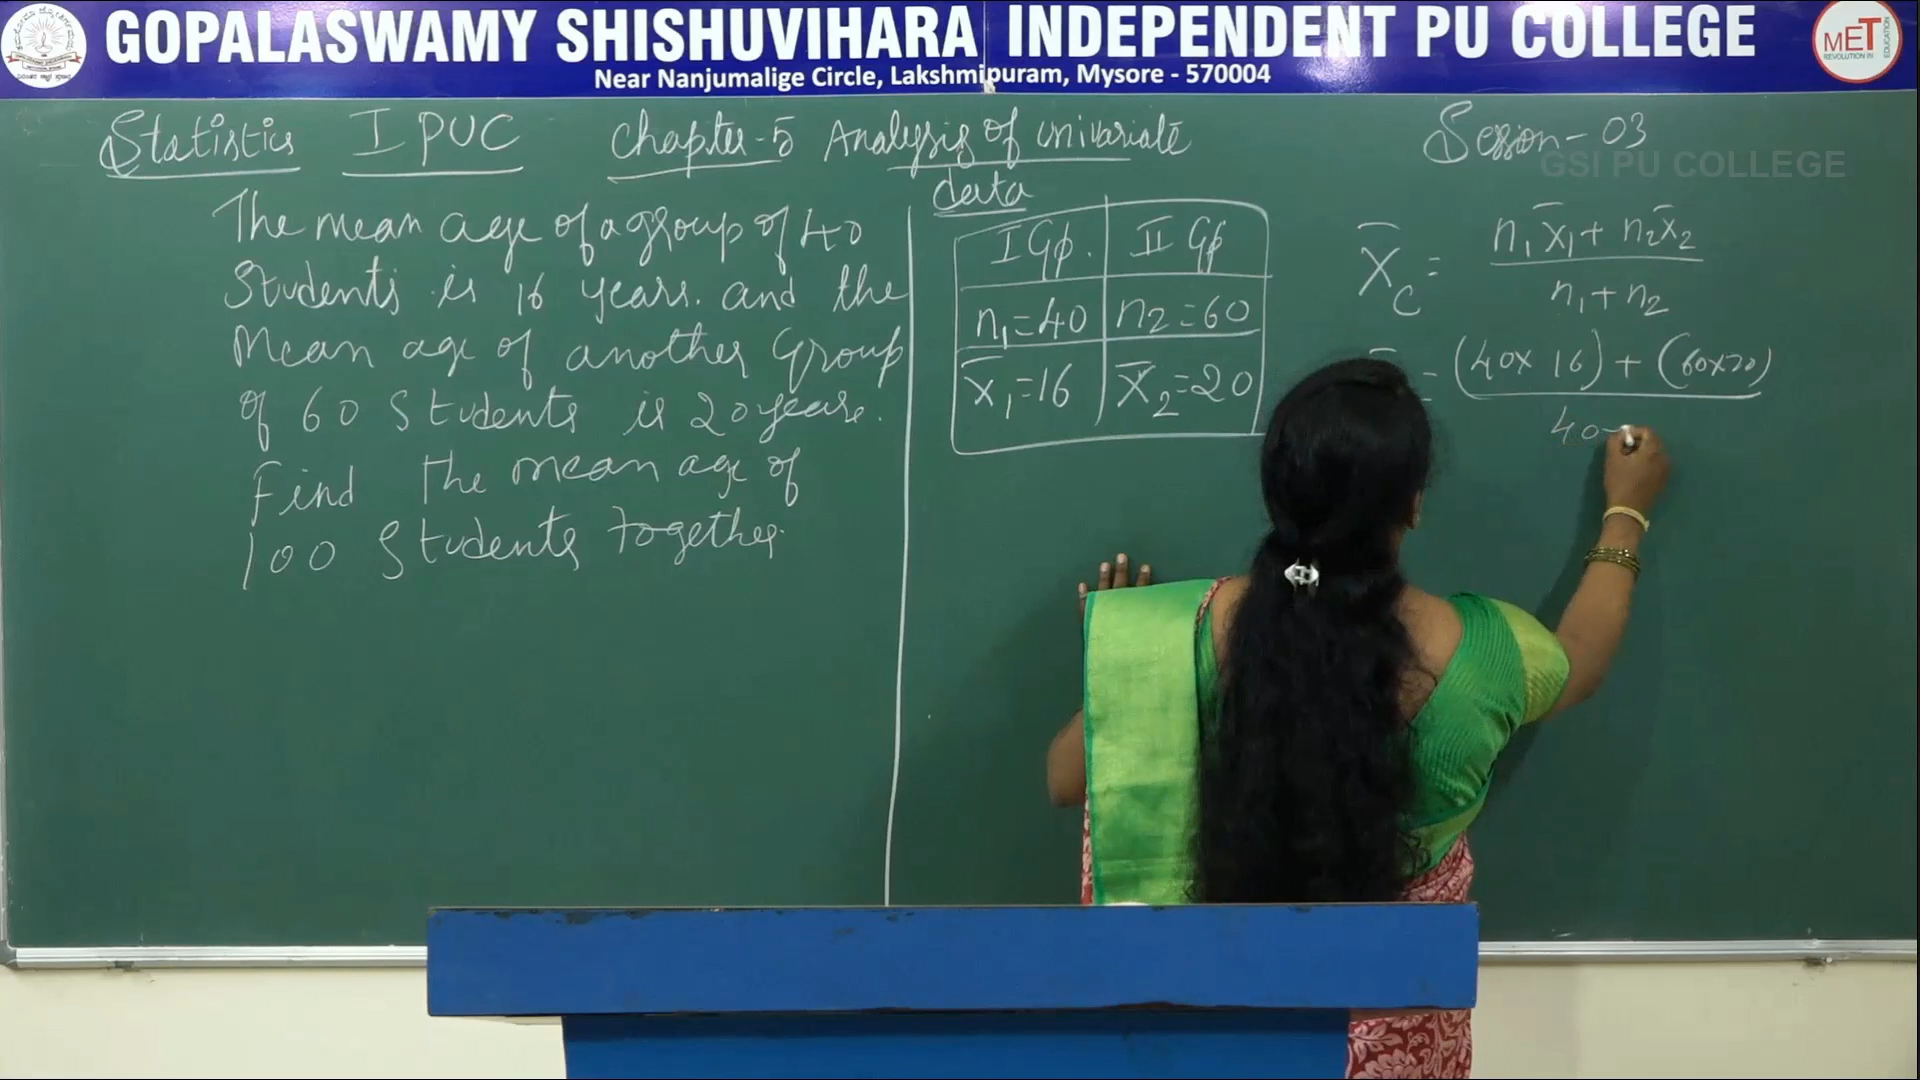 GOPALASWAMY SHISHUVIHARA INDEPENDENT PU COLLEGE
Near Nanjumalige Circle, Lakshmipuram, Mysore - 570004
MET
REVOLUTION IN
EDUCATION
Statistics I PUC Chapter-5 Analysis of univariate
data
Session-03
GSI PU COLLEGE
The mean age of a group of 40
Students is 16 years. and the
Mean age of another Group
of 60 Students is 20 years.
Find the mean age of
100 Students together.
I Gp. II Gp
n₁=40 n₂=60
x̄₁=16 x̄₂=20
X̄c = n₁x̄₁ + n₂x̄₂
n₁ + n₂
= (40x 16) + (60x20)
40